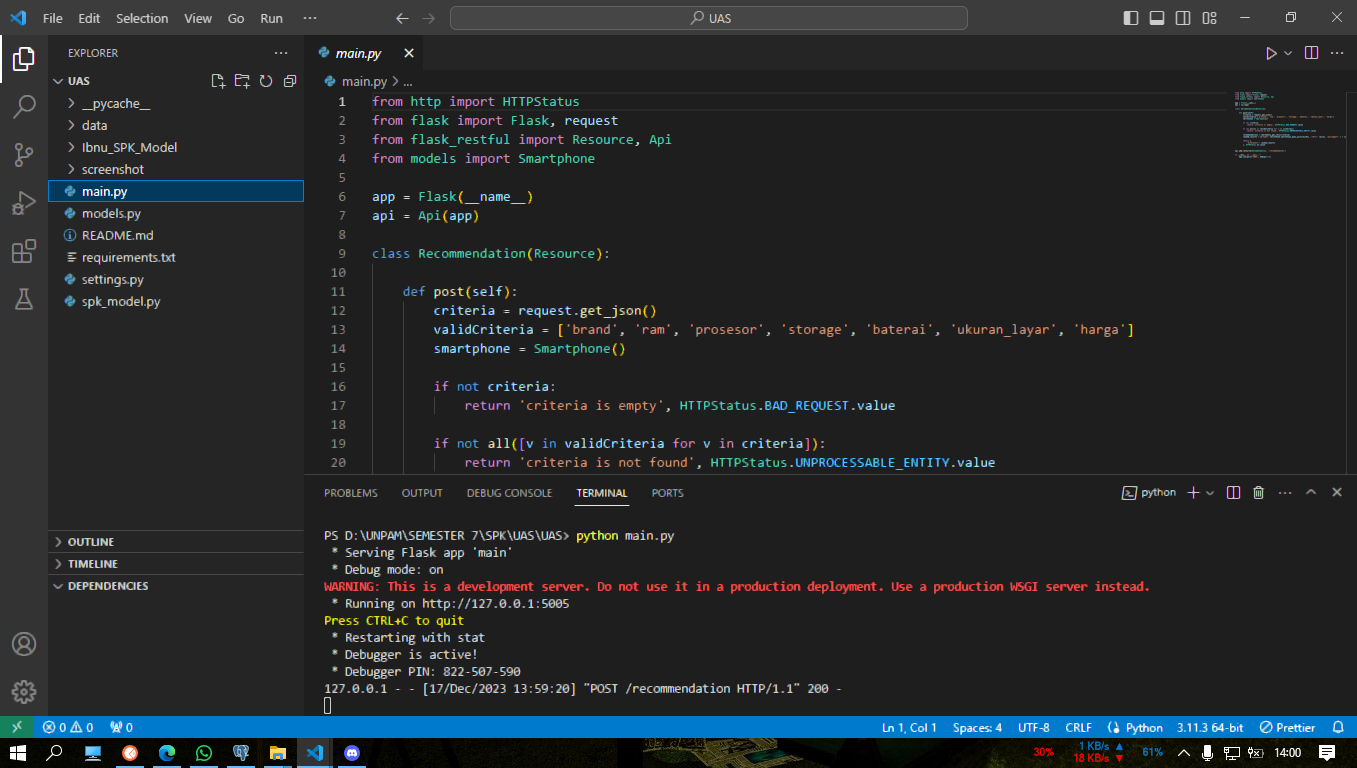 File Edit Selection View Go Run ··· UAS
EXPLORER ···
UAS
__pycache__
data
Ibnu_SPK_Model
screenshot
main.py
models.py
README.md
requirements.txt
settings.py
spk_model.py
OUTLINE
TIMELINE
DEPENDENCIES
main.py
main.py > ...
1 from http import HTTPStatus
2 from flask import Flask, request
3 from flask_restful import Resource, Api
4 from models import Smartphone
5
6 app = Flask(__name__)
7 api = Api(app)
8
9 class Recommendation(Resource):
10
11     def post(self):
12         criteria = request.get_json()
13         validCriteria = ['brand', 'ram', 'prosesor', 'storage', 'baterai', 'ukuran_layar', 'harga']
14         smartphone = Smartphone()
15
16         if not criteria:
17             return 'criteria is empty', HTTPStatus.BAD_REQUEST.value
18
19         if not all([v in validCriteria for v in criteria]):
20             return 'criteria is not found', HTTPStatus.UNPROCESSABLE_ENTITY.value
PROBLEMS OUTPUT DEBUG CONSOLE TERMINAL PORTS python
PS D:\UNPAM\SEMESTER 7\SPK\UAS\UAS> python main.py
 * Serving Flask app 'main'
 * Debug mode: on
WARNING: This is a development server. Do not use it in a production deployment. Use a production WSGI server instead.
 * Running on http://127.0.0.1:5005
Press CTRL+C to quit
 * Restarting with stat
 * Debugger is active!
 * Debugger PIN: 822-507-590
127.0.0.1 - - [17/Dec/2023 13:59:20] "POST /recommendation HTTP/1.1" 200 -
0 0 0 Ln 1, Col 1 Spaces: 4 UTF-8 CRLF Python 3.11.3 64-bit Prettier
30% 1 KB/s 18 KB/s 61% 14:00